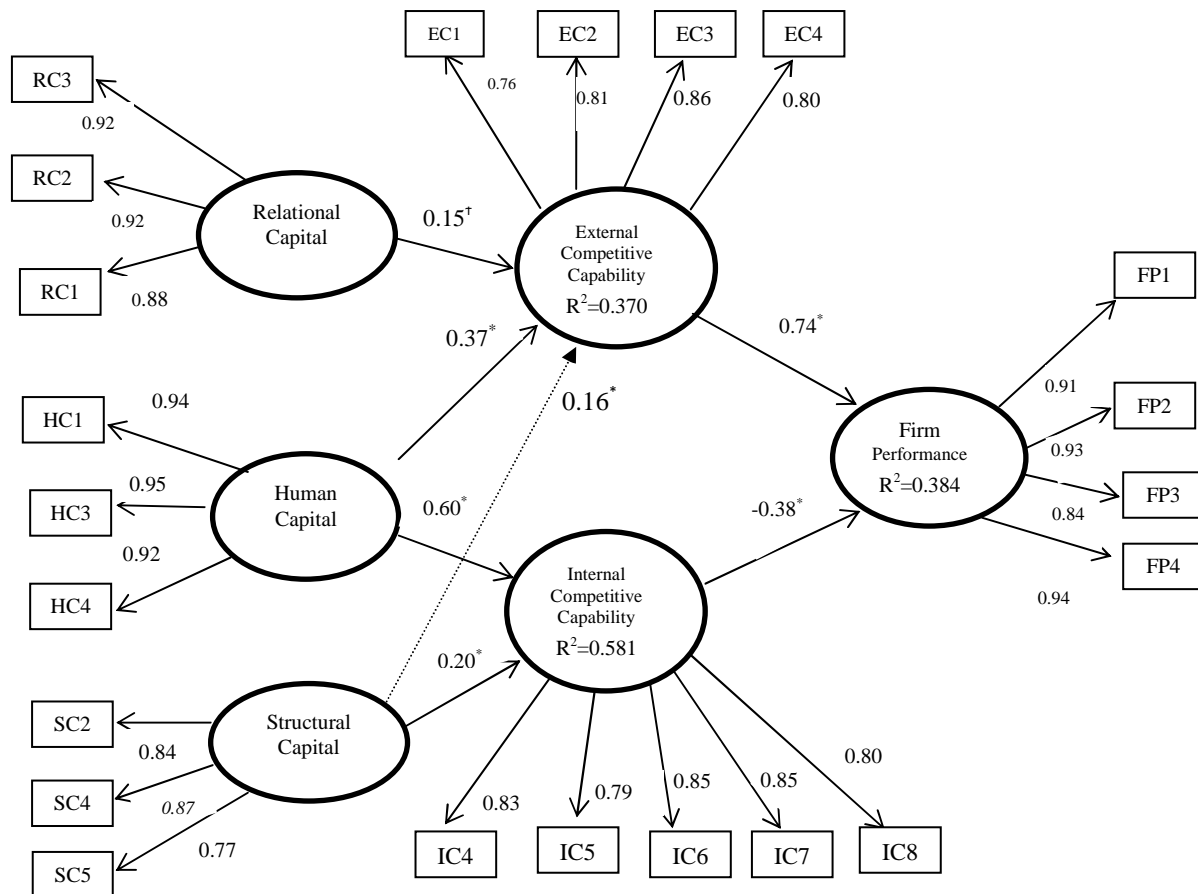 EC1
EC2
EC3
EC4
RC3
0.76
0.81
0.86
0.80
0.92
RC2
0.92
Relational
Capital
0.15†
External
Competitive
Capability
R²=0.370
RC1
0.88
FP1
0.37*
0.74*
0.91
0.94
HC1
0.16*
FP2
0.93
Firm
Performance
R²=0.384
0.95
HC3
Human
Capital
0.60*
-0.38*
FP3
0.84
0.92
HC4
FP4
0.94
Internal
Competitive
Capability
R²=0.581
0.20*
SC2
0.84
Structural
Capital
SC4
0.87
0.77
SC5
0.83
0.79
0.85
0.85
0.80
IC4
IC5
IC6
IC7
IC8